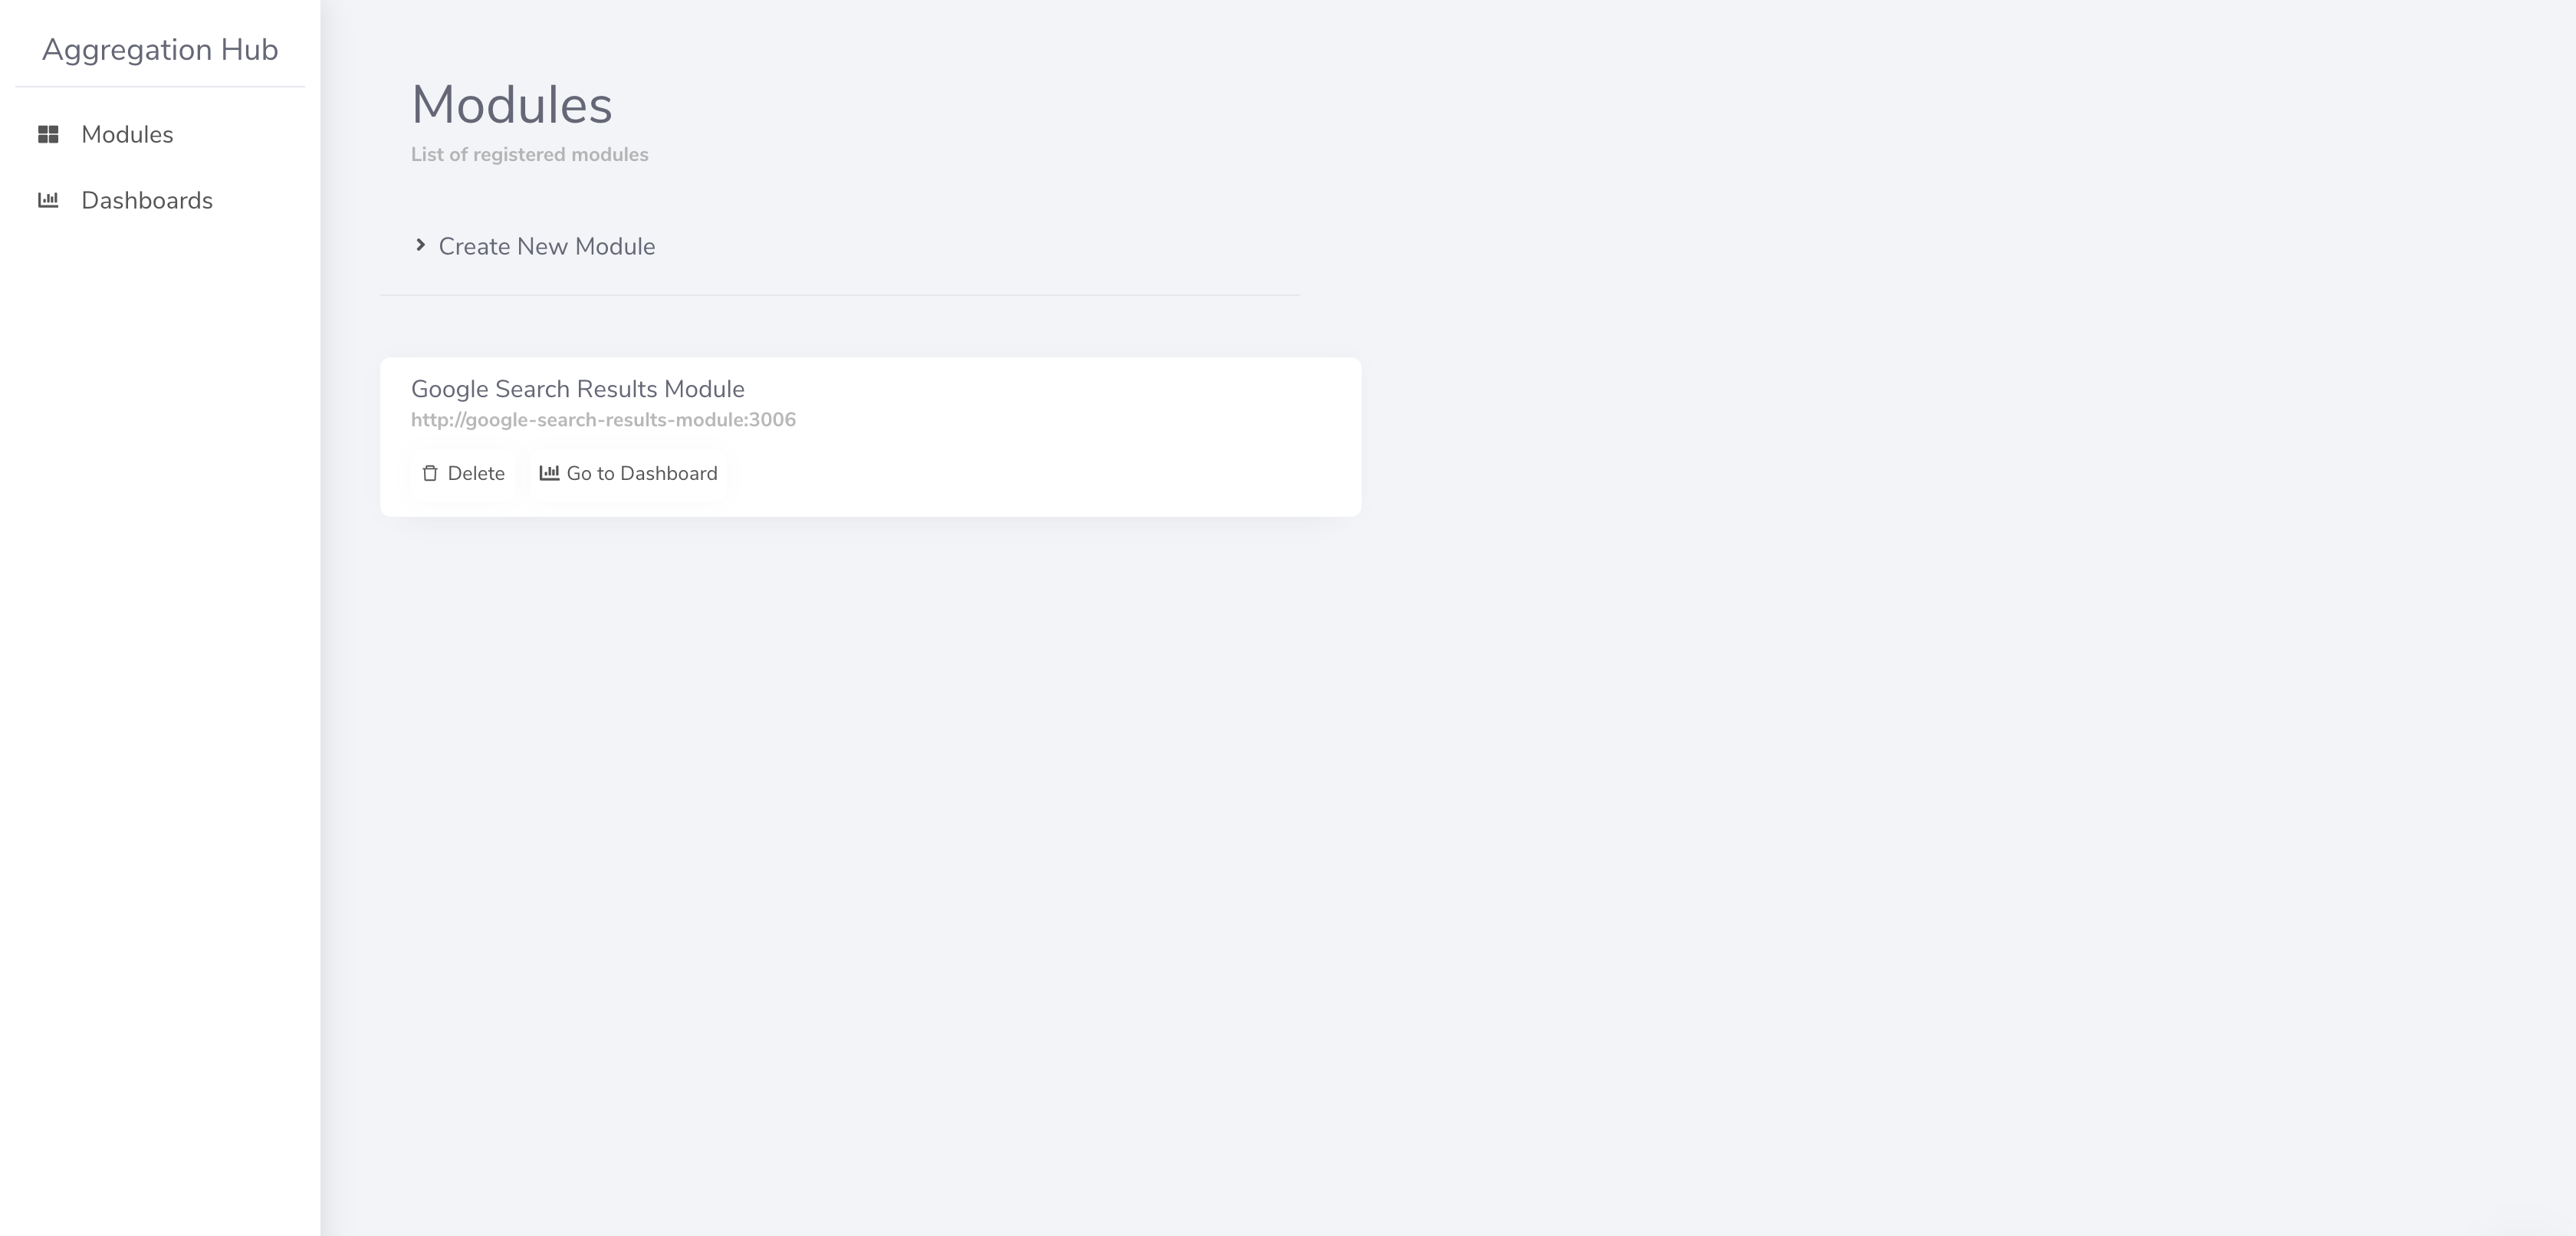 Aggregation Hub
Modules
Dashboards
Modules
List of registered modules
Create New Module
Google Search Results Module
http://google-search-results-module:3006
Delete Go to Dashboard